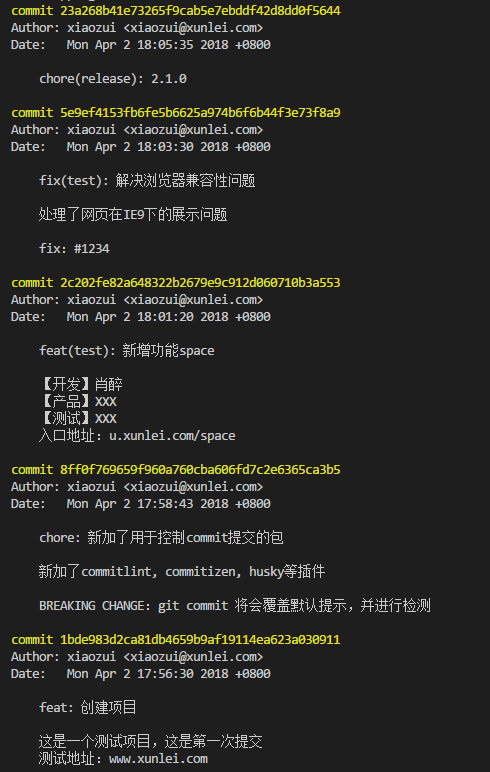 commit 23a268b41e73265f9cab5e7ebddf42d8dd0f5644
Author: xiaozui <xiaozui@xunlei.com>
Date:   Mon Apr 2 18:05:35 2018 +0800
chore(release): 2.1.0
commit 5e9ef4153fb6fe5b6625a974b6f6b44f3e73f8a9
Author: xiaozui <xiaozui@xunlei.com>
Date:   Mon Apr 2 18:03:30 2018 +0800
fix(test): 解决浏览器兼容性问题
处理了网页在IE9下的展示问题
fix: #1234
commit 2c202fe82a648322b2679e9c912d060710b3a553
Author: xiaozui <xiaozui@xunlei.com>
Date:   Mon Apr 2 18:01:20 2018 +0800
feat(test): 新增功能space
【开发】肖醉
【产品】XXX
【测试】XXX
入口地址: u.xunlei.com/space
commit 8ff0f769659f960a760cba606fd7c2e6365ca3b5
Author: xiaozui <xiaozui@xunlei.com>
Date:   Mon Apr 2 17:58:43 2018 +0800
chore: 新加了用于控制commit提交的包
新加了commitlint, commitizen, husky等插件
BREAKING CHANGE: git commit 将会覆盖默认提示，并进行检测
commit 1bde983d2ca81db4659b9af19114ea623a030911
Author: xiaozui <xiaozui@xunlei.com>
Date:   Mon Apr 2 17:56:30 2018 +0800
feat: 创建项目
这是一个测试项目，这是第一次提交
测试地址: www.xunlei.com